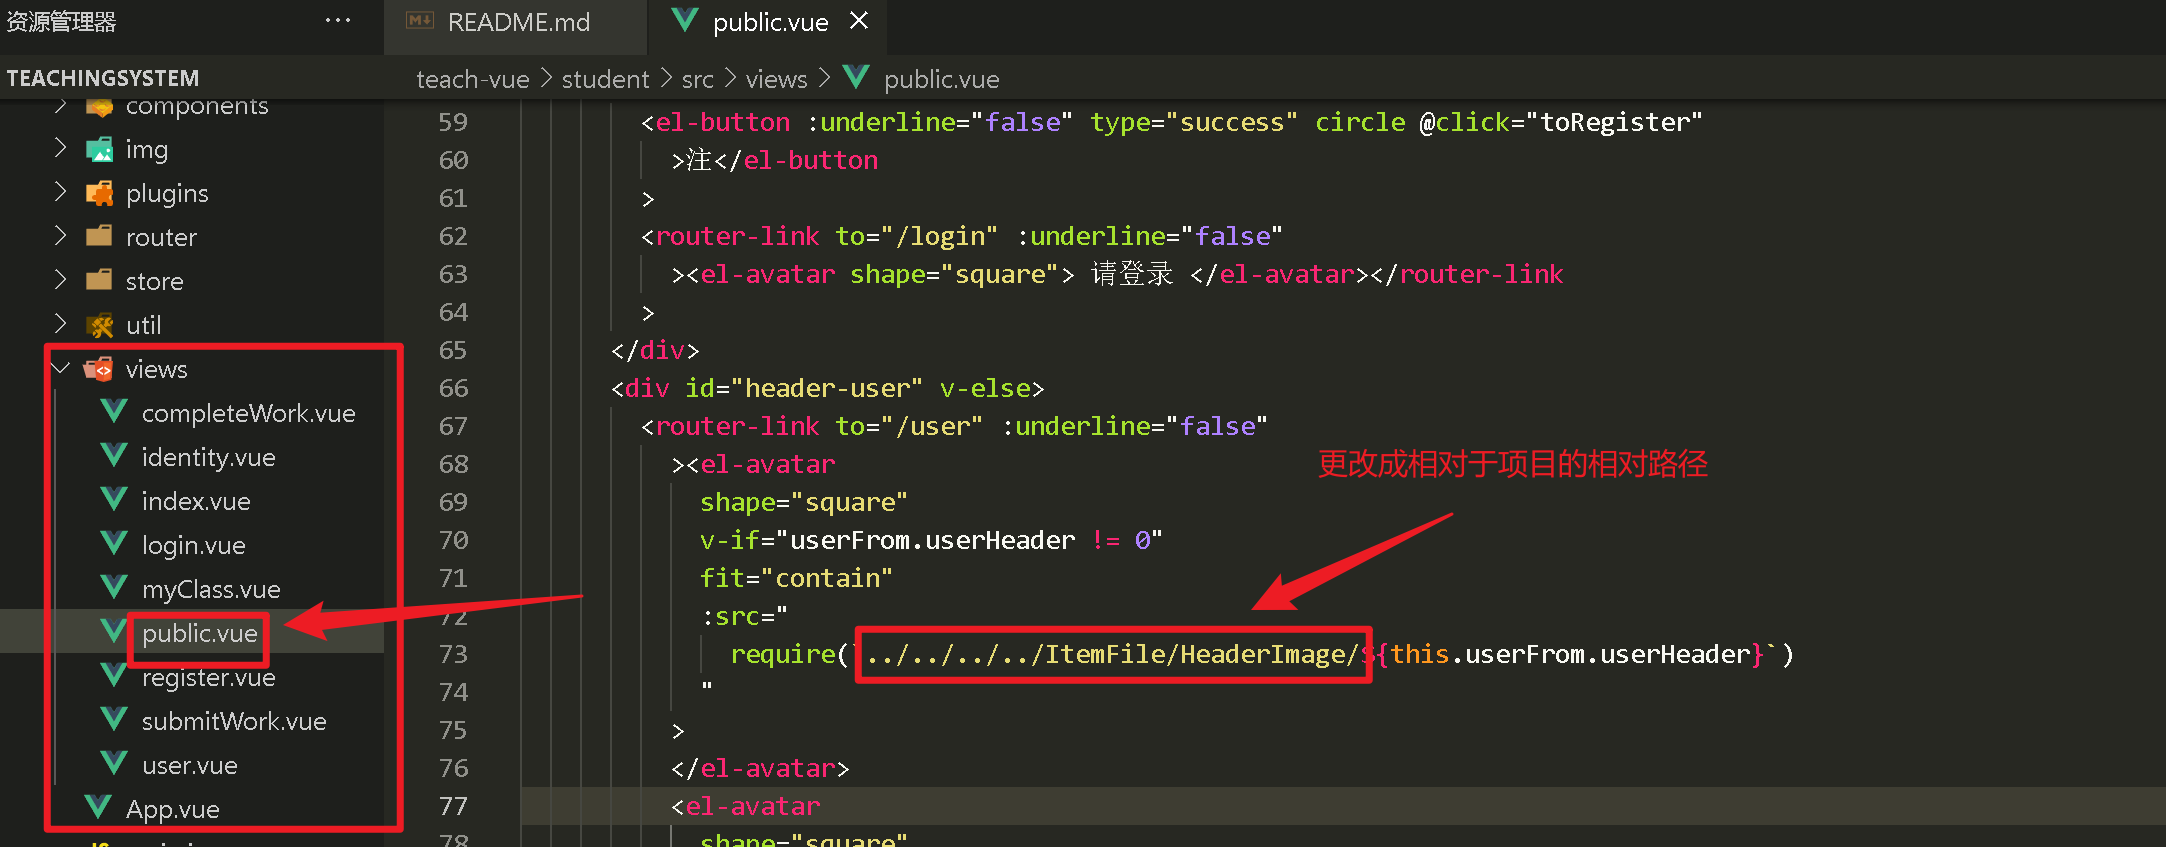 资源管理器 ···
README.md
public.vue ×
TEACHINGSYSTEM
teach-vue > student > src > views > public.vue
components
img
plugins
router
store
util
views
completeWork.vue
identity.vue
index.vue
login.vue
myClass.vue
public.vue
register.vue
submitWork.vue
user.vue
App.vue
59 <el-button :underline="false" type="success" circle @click="toRegister"
60 >注</el-button
61 >
62 <router-link to="/login" :underline="false"
63 ><el-avatar shape="square"> 请登录 </el-avatar></router-link
64 >
65 </div>
66 <div id="header-user" v-else>
67 <router-link to="/user" :underline="false"
68 ><el-avatar
69 shape="square"
70 v-if="userFrom.userHeader != 0"
71 fit="contain"
72 :src="
73 require(`../../../../ItemFile/HeaderImage/${this.userFrom.userHeader}`)
74 "
75 >
76 </el-avatar>
77 <el-avatar
78 shape="square"
更改成相对于项目的相对路径